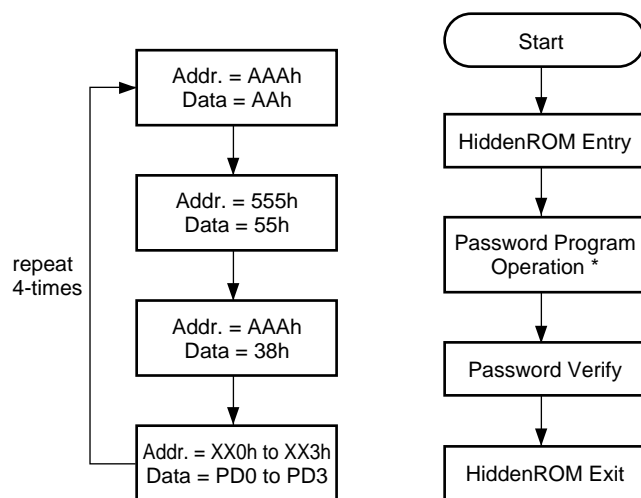 Addr. = AAAh
Data = AAh
Addr. = 555h
Data = 55h
repeat
4-times
Addr. = AAAh
Data = 38h
Addr. = XX0h to XX3h
Data = PD0 to PD3
Start
HiddenROM Entry
Password Program
Operation *
Password Verify
HiddenROM Exit